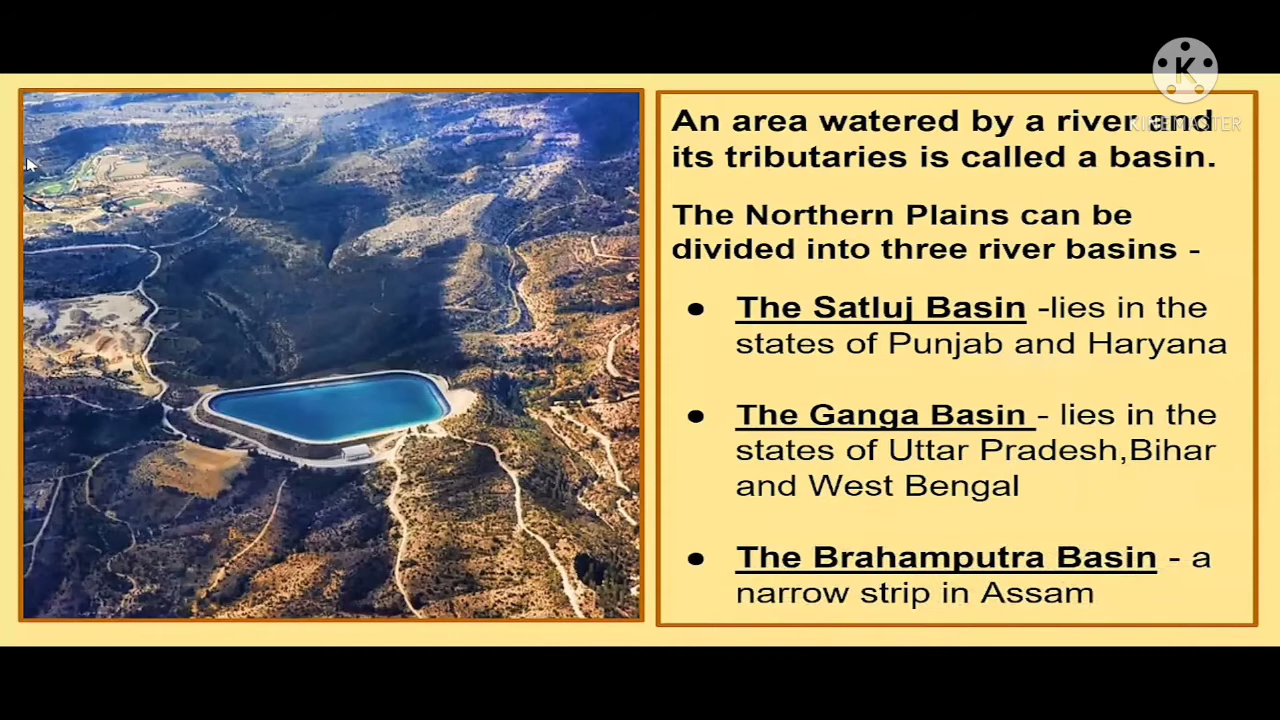 An area watered by a river and
its tributaries is called a basin.
The Northern Plains can be
divided into three river basins -
● The Satluj Basin -lies in the
states of Punjab and Haryana
● The Ganga Basin - lies in the
states of Uttar Pradesh,Bihar
and West Bengal
● The Brahamputra Basin - a
narrow strip in Assam
K
KINEMASTER